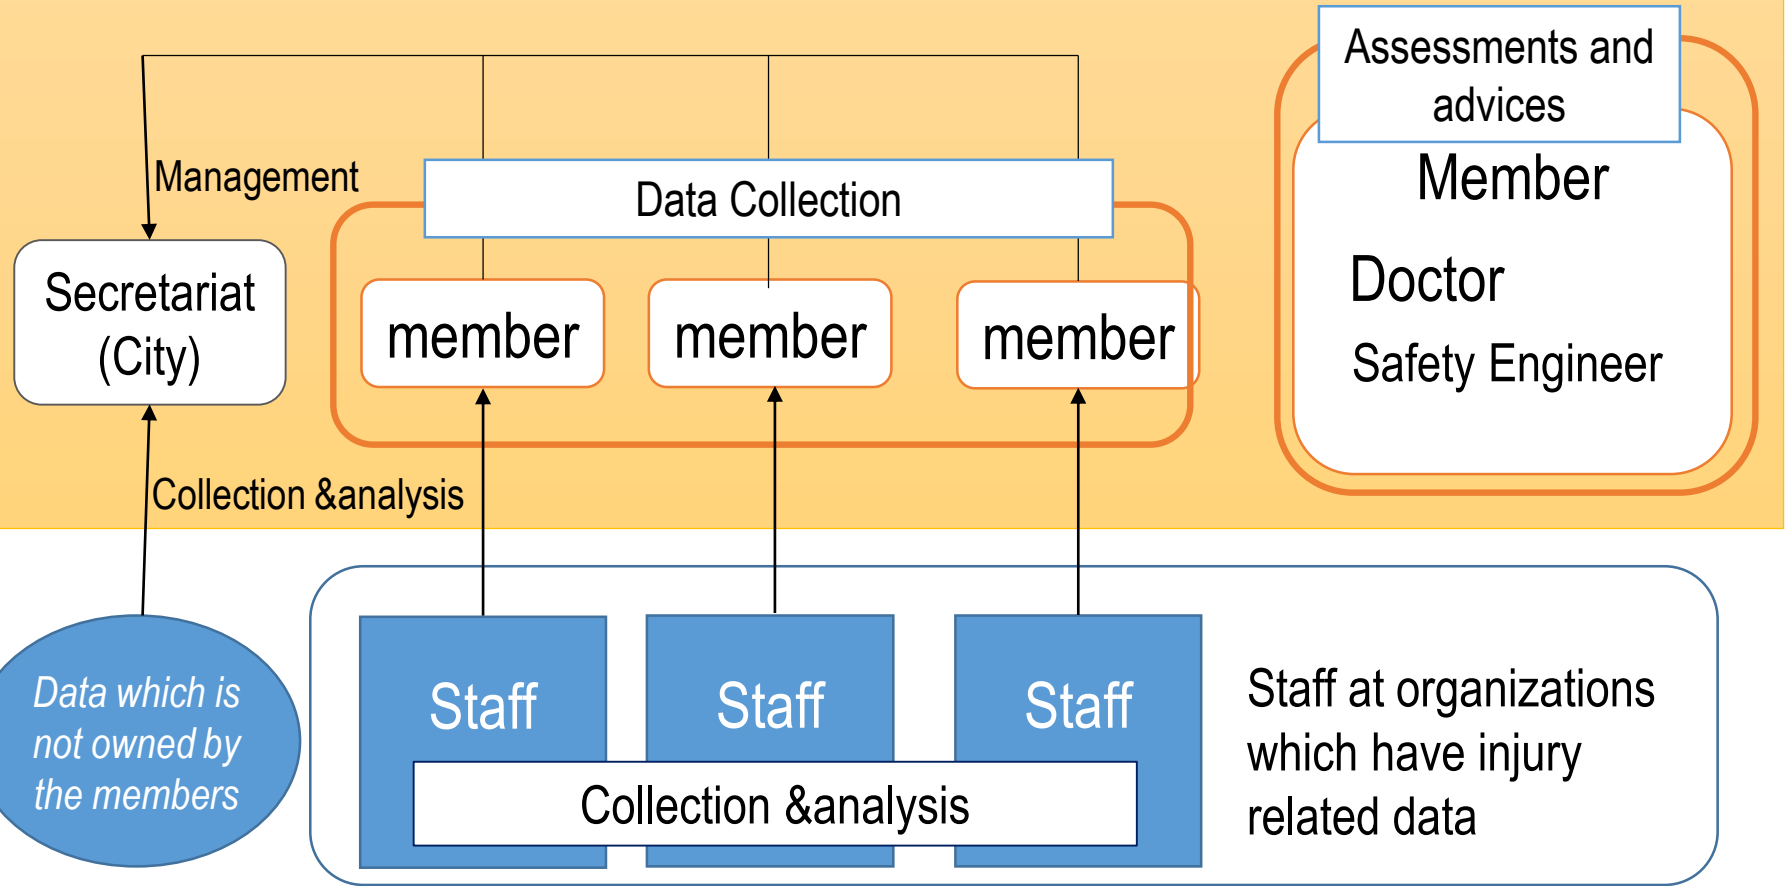 Assessments and
advices
Member
Doctor
Safety Engineer
Management
Data Collection
Secretariat
(City)
member
member
member
Collection &analysis
Data which is
not owned by
the members
Staff
Staff
Staff
Collection &analysis
Staff at organizations
which have injury
related data